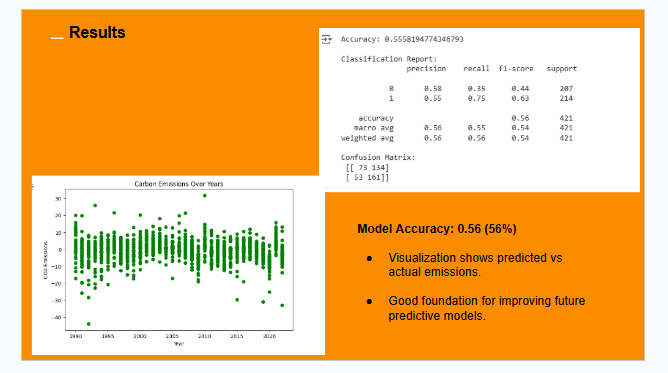 Results
Accuracy: 0.5558194774346793
Classification Report:
precision recall f1-score support
0 0.58 0.35 0.44 207
1 0.55 0.75 0.63 214
accuracy 0.56 421
macro avg 0.56 0.55 0.54 421
weighted avg 0.56 0.56 0.54 421
Confusion Matrix:
[[ 73 134]
[ 53 161]]
Carbon Emissions Over Years
CO2 Emissions
30
20
10
0
−10
−20
−30
−40
1990 1995 2000 2005 2010 2015 2020
Year
Model Accuracy: 0.56 (56%)
● Visualization shows predicted vs
actual emissions.
● Good foundation for improving future
predictive models.